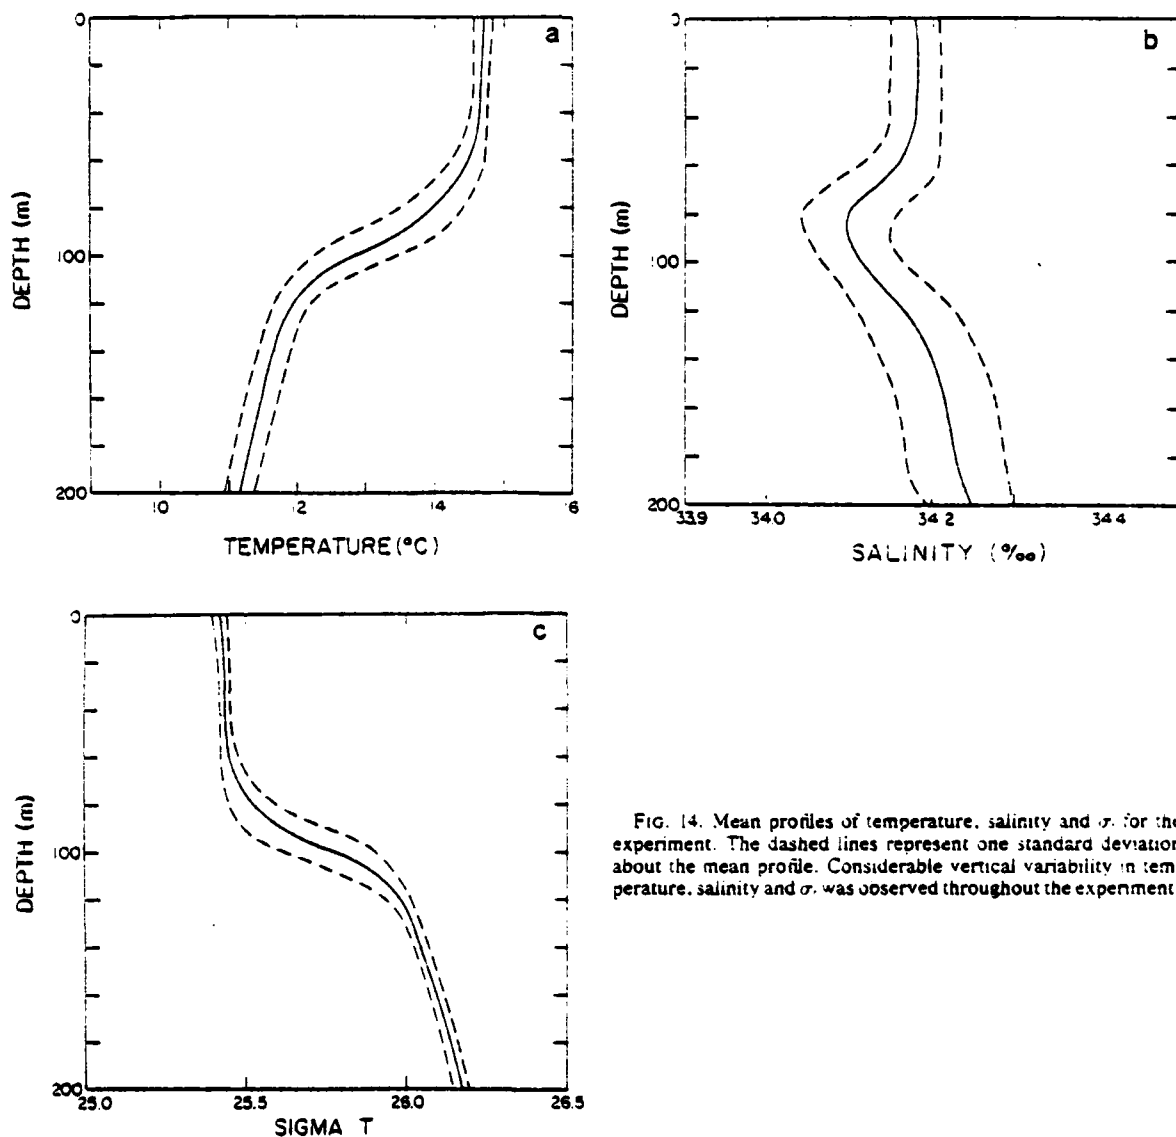 0
a
100
200
10
12
14
16
DEPTH (m)
TEMPERATURE (°C)
0
b
100
200
33.9
34.0
34.2
34.4
DEPTH (m)
SALINITY (‰)
0
c
100
200
25.0
25.5
26.0
26.5
DEPTH (m)
SIGMA T
FIG. 14. Mean profiles of temperature, salinity and σₜ for the
experiment. The dashed lines represent one standard deviation
about the mean profile. Considerable vertical variability in tem-
perature, salinity and σₜ was observed throughout the experiment